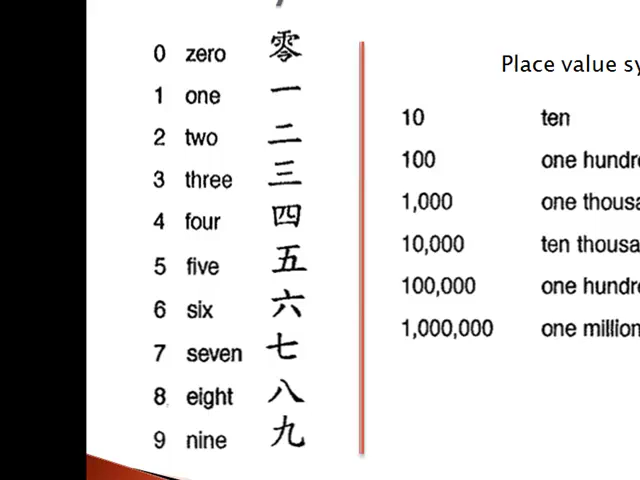 0 zero 零
1 one 一
2 two 二
3 three 三
4 four 四
5 five 五
6 six 六
7 seven 七
8 eight 八
9 nine 九
Place value sy
10 ten
100 one hundre
1,000 one thousa
10,000 ten thousa
100,000 one hundre
1,000,000 one million